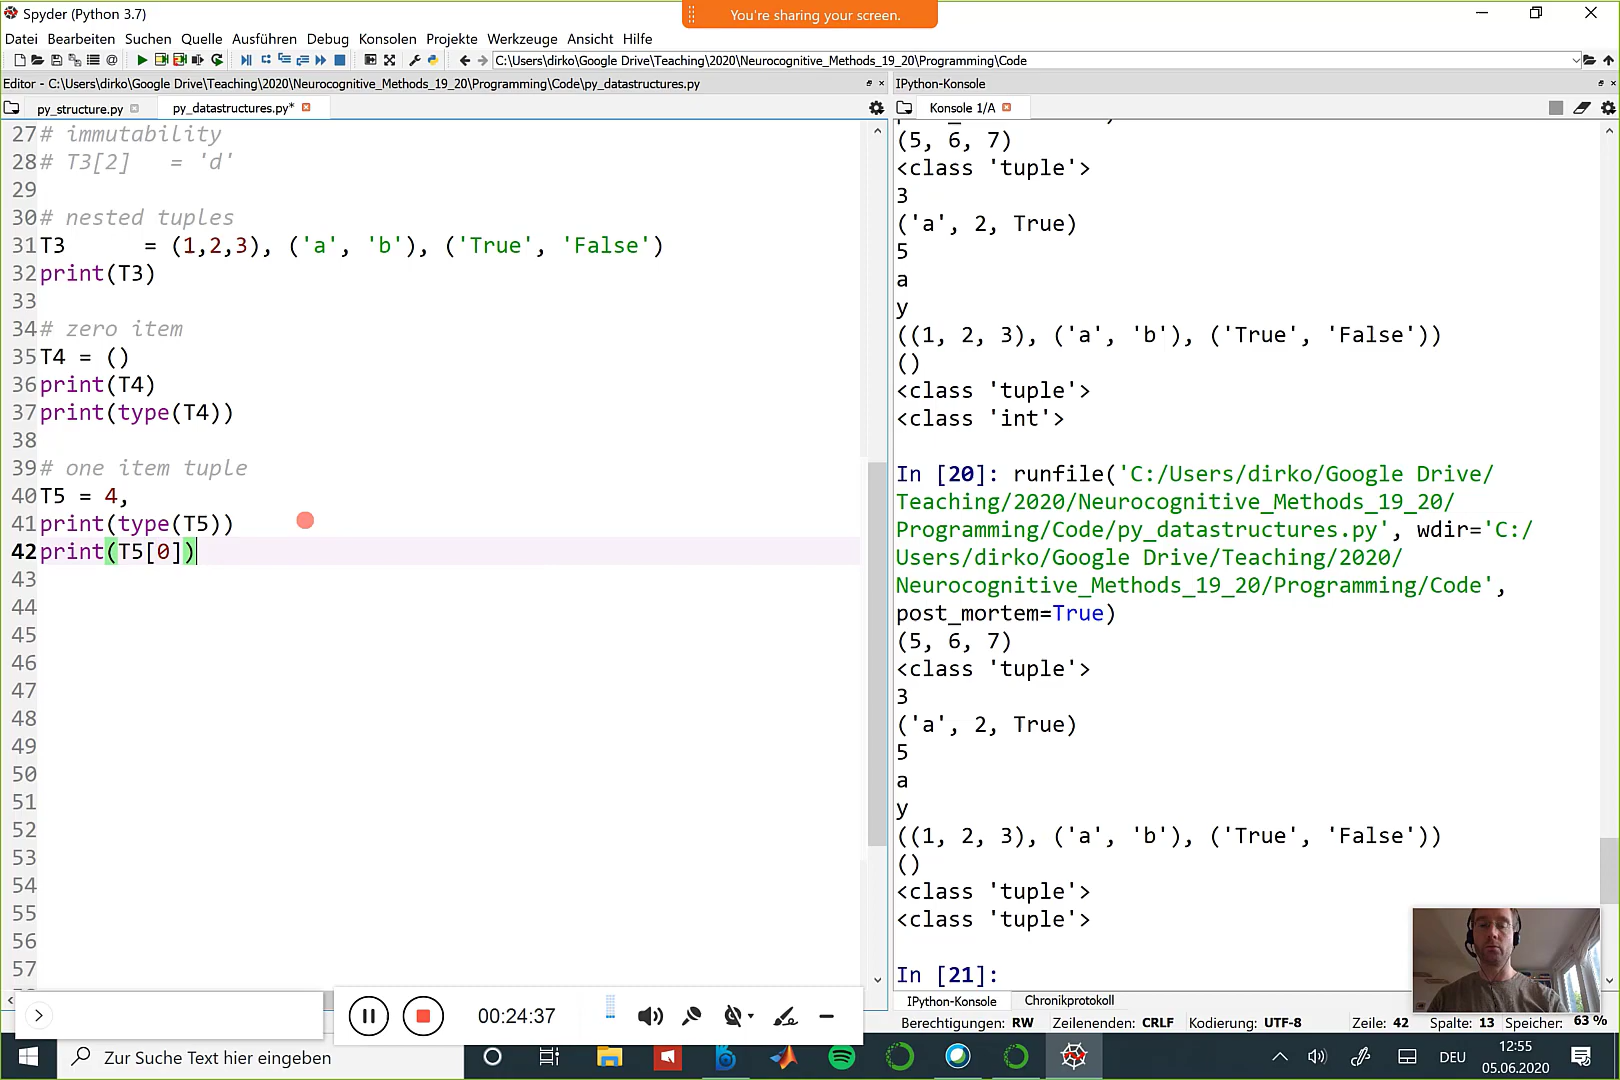 Spyder (Python 3.7)
You're sharing your screen.
Datei Bearbeiten Suchen Quelle Ausführen Debug Konsolen Projekte Werkzeuge Ansicht Hilfe
C:\Users\dirko\Google Drive\Teaching\2020\Neurocognitive_Methods_19_20\Programming\Code
Editor - C:\Users\dirko\Google Drive\Teaching\2020\Neurocognitive_Methods_19_20\Programming\Code\py_datastructures.py
py_structure.py
py_datastructures.py*
27 # immutability
28 # T3[2]   = 'd'
29
30 # nested tuples
31 T3      = (1,2,3), ('a', 'b'), ('True', 'False')
32 print(T3)
33
34 # zero item
35 T4 = ()
36 print(T4)
37 print(type(T4))
38
39 # one item tuple
40 T5 = 4,
41 print(type(T5))
42 print(T5[0])
43
44
45
46
47
48
49
50
51
52
53
54
55
56
57
IPython-Konsole
Konsole 1/A
(5, 6, 7)
<class 'tuple'>
3
('a', 2, True)
5
a
y
((1, 2, 3), ('a', 'b'), ('True', 'False'))
()
<class 'tuple'>
<class 'int'>
In [20]: runfile('C:/Users/dirko/Google Drive/
Teaching/2020/Neurocognitive_Methods_19_20/
Programming/Code/py_datastructures.py', wdir='C:/
Users/dirko/Google Drive/Teaching/2020/
Neurocognitive_Methods_19_20/Programming/Code',
post_mortem=True)
(5, 6, 7)
<class 'tuple'>
3
('a', 2, True)
5
a
y
((1, 2, 3), ('a', 'b'), ('True', 'False'))
()
<class 'tuple'>
<class 'tuple'>
In [21]:
IPython-Konsole Chronikprotokoll
00:24:37
Berechtigungen: RW Zeilenenden: CRLF Kodierung: UTF-8 Zeile: 42 Spalte: 13 Speicher: 63 %
Zur Suche Text hier eingeben
DEU
12:55
05.06.2020